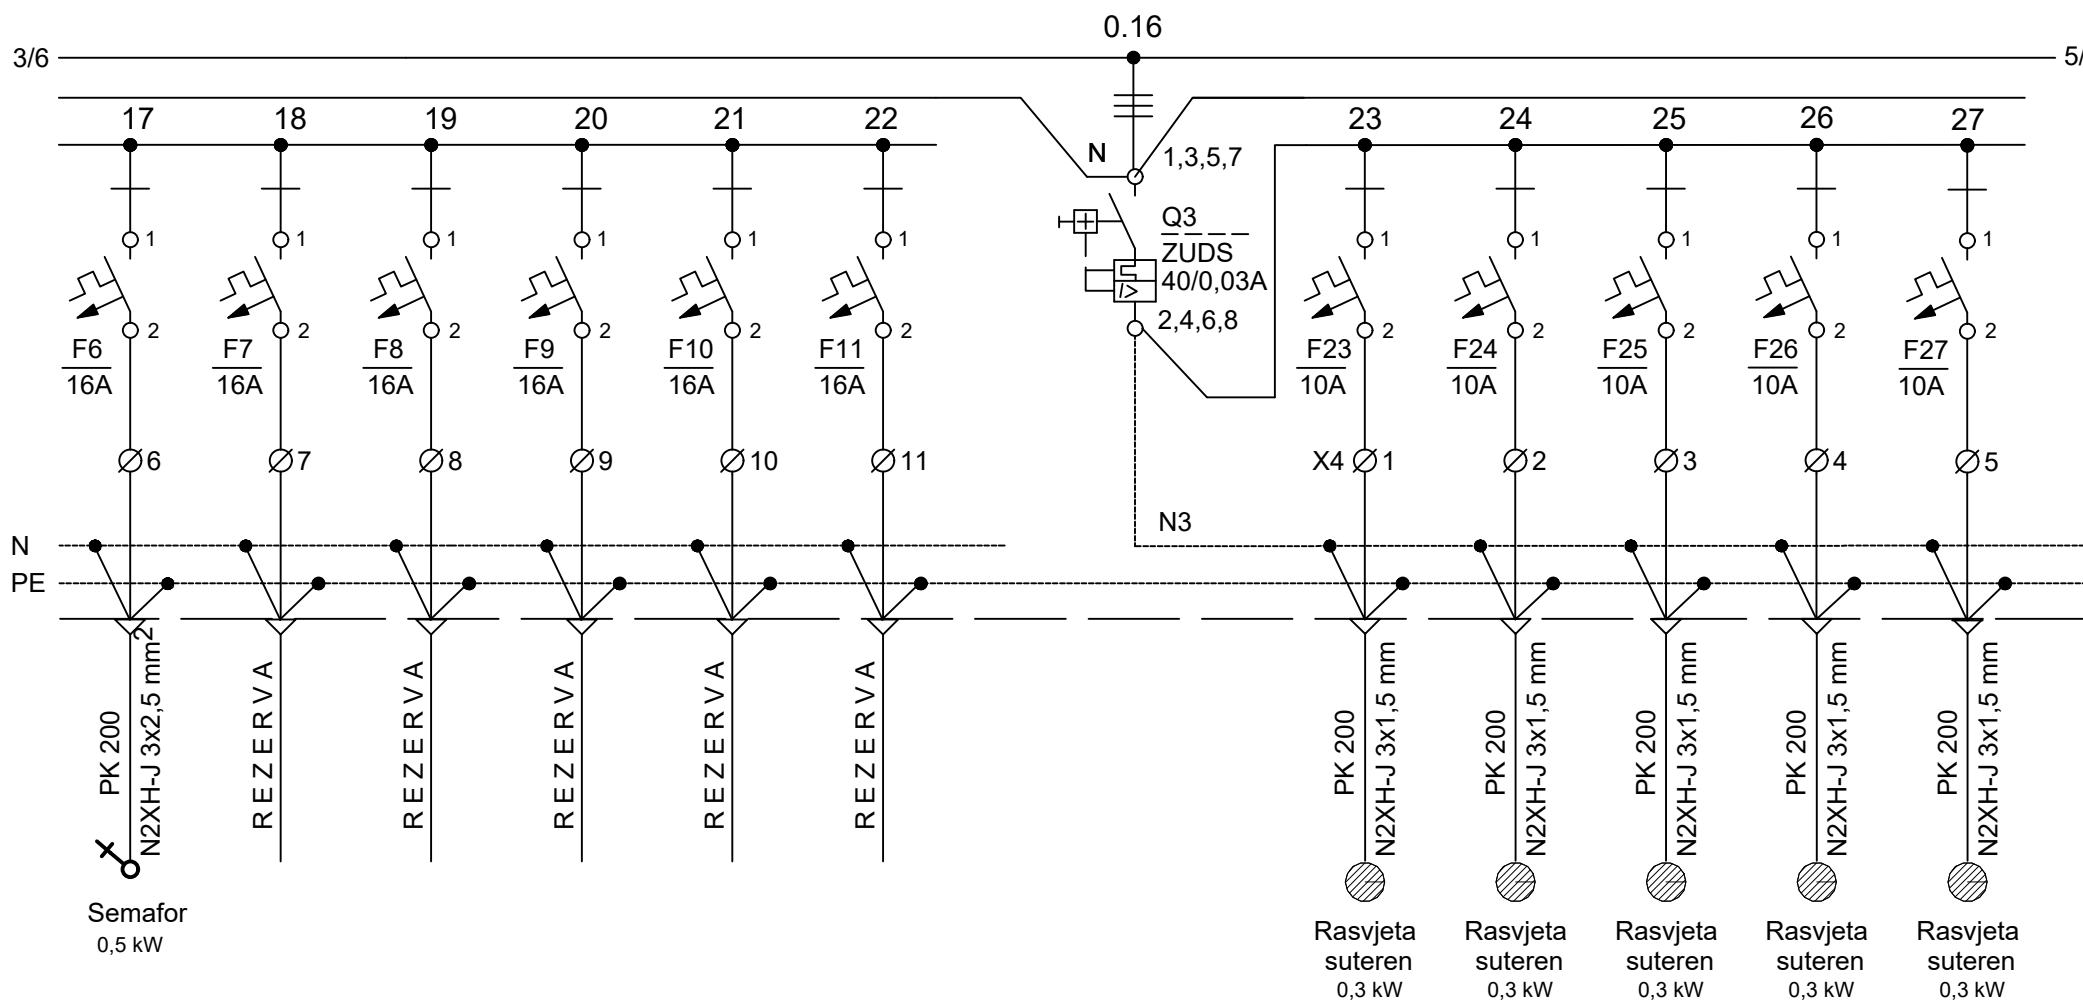 0.16
3/6
5/
17 18 19 20 21 22 23 24 25 26 27
N
1,3,5,7
1 1 1 1 1 1 1 1 1 1 1
Q3
ZUDS
40/0,03A
I>
2,4,6,8
2 2 2 2 2 2 2 2 2 2 2
F6 F7 F8 F9 F10 F11 F23 F24 F25 F26 F27
16A 16A 16A 16A 16A 16A 10A 10A 10A 10A 10A
6 7 8 9 10 11 X4 1 2 3 4 5
N3
N
PE
PK 200
N2XH-J 3x2,5 mm2
REZERVA
REZERVA
REZERVA
REZERVA
REZERVA
PK 200
N2XH-J 3x1,5 mm
PK 200
N2XH-J 3x1,5 mm
PK 200
N2XH-J 3x1,5 mm
PK 200
N2XH-J 3x1,5 mm
PK 200
N2XH-J 3x1,5 mm
Semafor
0,5 kW
Rasvjeta
suteren
0,3 kW
Rasvjeta
suteren
0,3 kW
Rasvjeta
suteren
0,3 kW
Rasvjeta
suteren
0,3 kW
Rasvjeta
suteren
0,3 kW